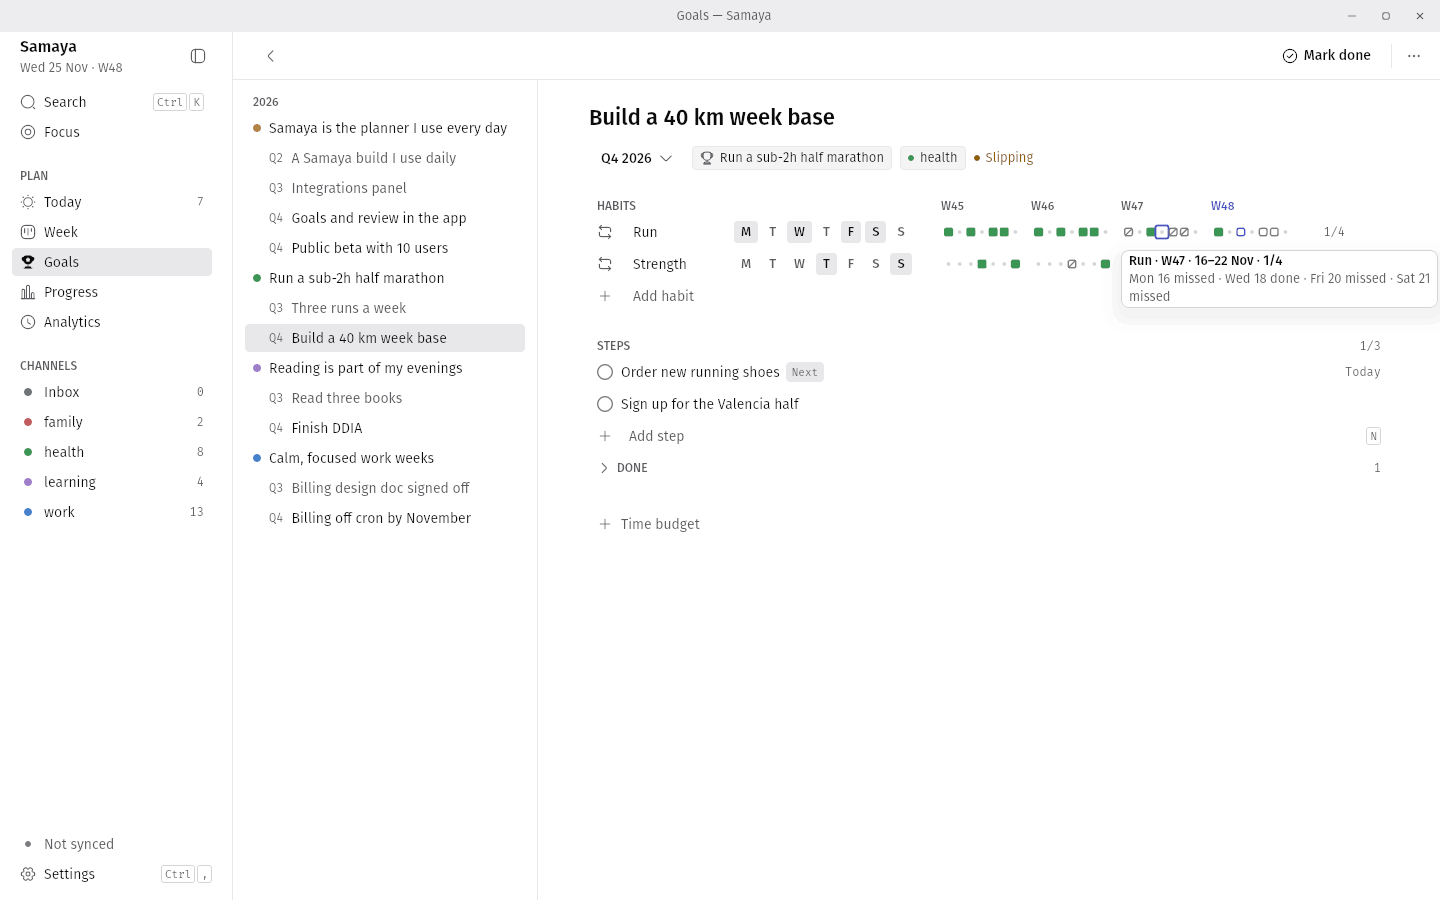 Goals — Samaya
Samaya
Wed 25 Nov · W48
Search Ctrl K
Focus
PLAN
Today 7
Week
Goals
Progress
Analytics
CHANNELS
Inbox 0
family 2
health 8
learning 4
work 13
Not synced
Settings Ctrl ,
Mark done
2026
Samaya is the planner I use every day
Q2 A Samaya build I use daily
Q3 Integrations panel
Q4 Goals and review in the app
Q4 Public beta with 10 users
Run a sub-2h half marathon
Q3 Three runs a week
Q4 Build a 40 km week base
Reading is part of my evenings
Q3 Read three books
Q4 Finish DDIA
Calm, focused work weeks
Q3 Billing design doc signed off
Q4 Billing off cron by November
Build a 40 km week base
Q4 2026 Run a sub-2h half marathon health Slipping
HABITS W45 W46 W47 W48
Run M T W T F S S 1/4
Strength M T W T F S S
Run · W47 · 16–22 Nov · 1/4
Mon 16 missed · Wed 18 done · Fri 20 missed · Sat 21
missed
Add habit
STEPS 1/3
Order new running shoes Next Today
Sign up for the Valencia half
Add step N
DONE 1
Time budget